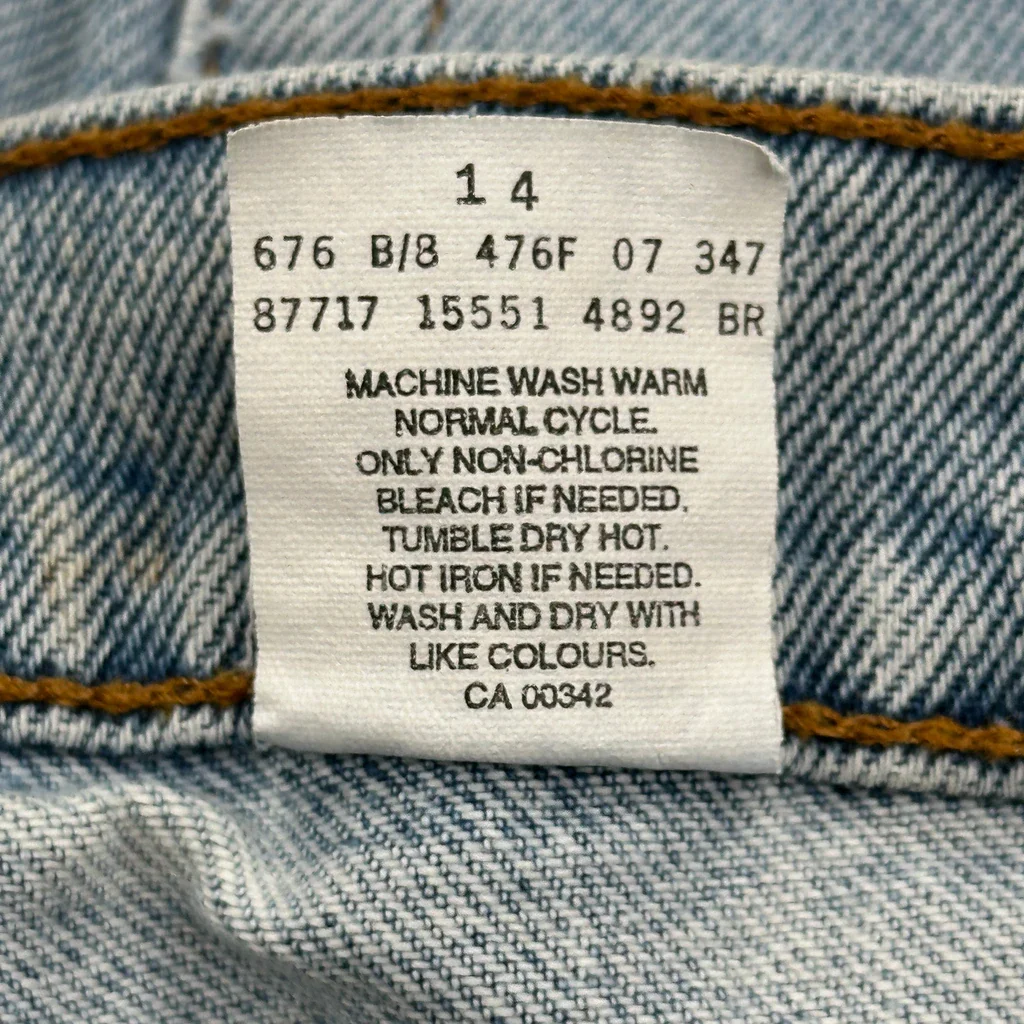 14
676 B/8 476F 07 347
87717 15551 4892 BR
MACHINE WASH WARM
NORMAL CYCLE.
ONLY NON-CHLORINE
BLEACH IF NEEDED.
TUMBLE DRY HOT.
HOT IRON IF NEEDED.
WASH AND DRY WITH
LIKE COLOURS.
CA 00342